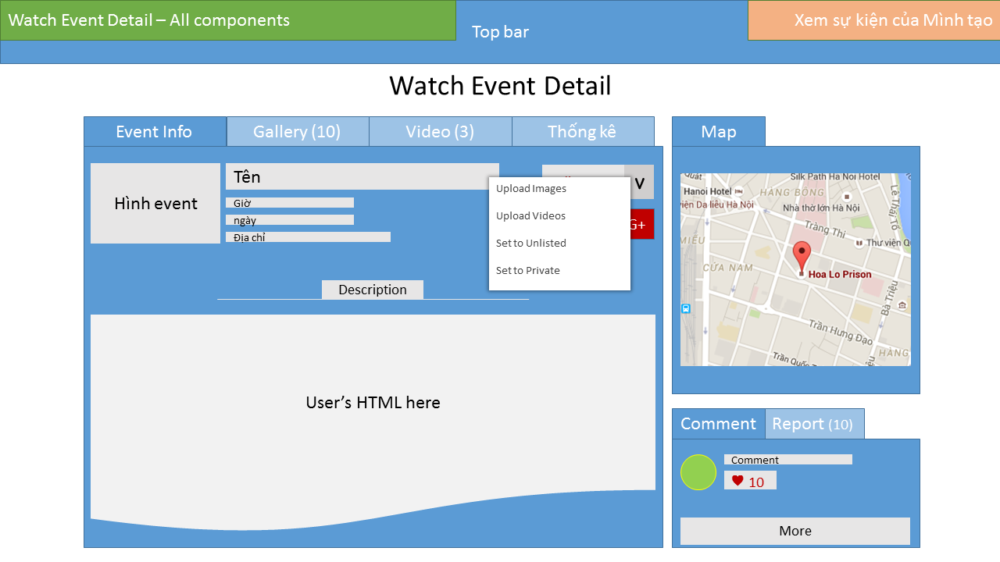 Watch Event Detail – All components
Top bar
Xem sự kiện của Mình tạo
Watch Event Detail
Event Info
Gallery (10)
Video (3)
Thống kê
Map
Hình event
Tên
Giờ
ngày
Địa chỉ
V
G+
Upload Images
Upload Videos
Set to Unlisted
Set to Private
Description
User’s HTML here
Quất
Silk Path Ha Noi Hotel
Hanoi Hotel
HÀNG BÔNG
viện Da liễu Hà Nội
Nhà thờ lớn Hà Nội
Lê Thái Tổ
Tràng Thi
Thư viện Q
MIẾU
CỬA NAM
Hoa Lo Prison
Bà Triệu
Trần Hưng Đạo
Trần Quốc T
HÀNG
Comment
Report (10)
Comment
10
More